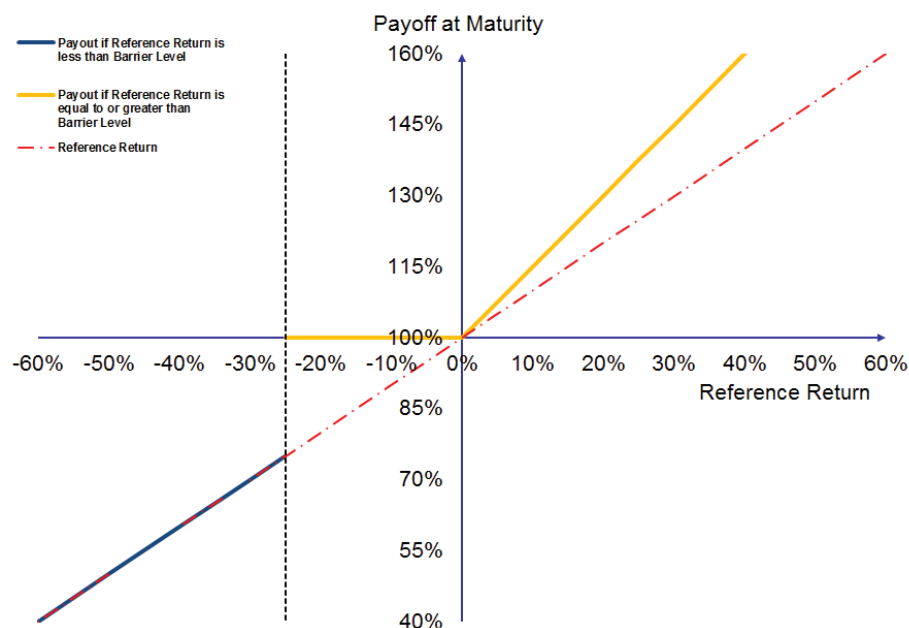 Payoff at Maturity
Payout if Reference Return is
less than Barrier Level
Payout if Reference Return is
equal to or greater than
Barrier Level
Reference Return
160%
145%
130%
115%
100%
-60% -50% -40% -30% -20% -10% 0% 10% 20% 30% 40% 50% 60%
Reference Return
85%
70%
55%
40%